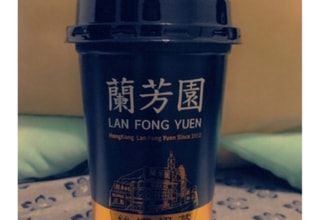 蘭芳園
LAN FONG YUEN
HongKong Lan Fong Yuen Since 1952